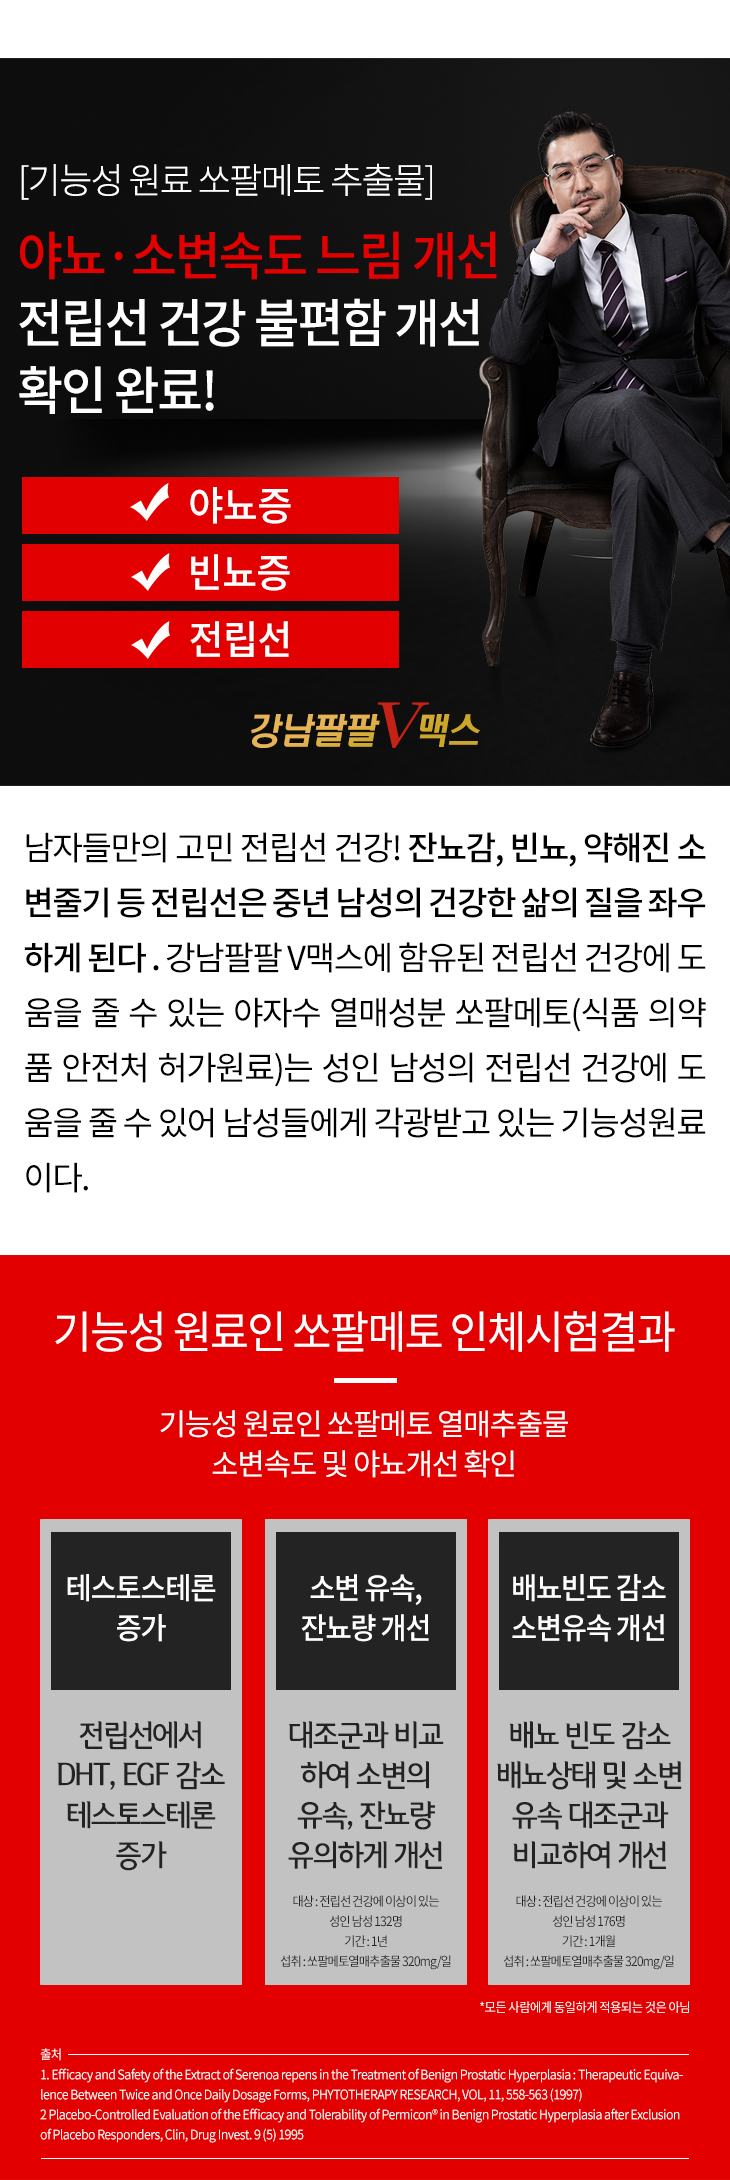 [기능성 원료 쏘팔메토 추출물]
야뇨·소변속도 느림 개선
전립선 건강 불편함 개선
확인 완료!
야뇨증
빈뇨증
전립선
강남팔팔V맥스
남자들만의 고민 전립선 건강! 잔뇨감, 빈뇨, 약해진 소
변줄기 등 전립선은 중년 남성의 건강한 삶의 질을 좌우
하게 된다 . 강남팔팔 V맥스에 함유된 전립선 건강에 도
움을 줄 수 있는 야자수 열매성분 쏘팔메토(식품 의약
품 안전처 허가원료)는 성인 남성의 전립선 건강에 도
움을 줄 수 있어 남성들에게 각광받고 있는 기능성원료
이다.
기능성 원료인 쏘팔메토 인체시험결과
기능성 원료인 쏘팔메토 열매추출물
소변속도 및 야뇨개선 확인
테스토스테론
증가
전립선에서
DHT, EGF 감소
테스토스테론
증가
소변 유속,
잔뇨량 개선
대조군과 비교
하여 소변의
유속, 잔뇨량
유의하게 개선
대상 : 전립선 건강에 이상이 있는
성인 남성 132명
기간 : 1년
섭취 : 쏘팔메토열매추출물 320mg/일
배뇨빈도 감소
소변유속 개선
배뇨 빈도 감소
배뇨상태 및 소변
유속 대조군과
비교하여 개선
대상 : 전립선 건강에 이상이 있는
성인 남성 176명
기간 : 1개월
섭취 : 쏘팔메토열매추출물 320mg/일
*모든 사람에게 동일하게 적용되는 것은 아님
출처
1. Efficacy and Safety of the Extract of Serenoa repens in the Treatment of Benign Prostatic Hyperplasia : Therapeutic Equiva-
lence Between Twice and Once Daily Dosage Forms, PHYTOTHERAPY RESEARCH, VOL, 11, 558-563 (1997)
2 Placebo-Controlled Evaluation of the Efficacy and Tolerability of Permicon® in Benign Prostatic Hyperplasia after Exclusion
of Placebo Responders, Clin, Drug Invest. 9 (5) 1995